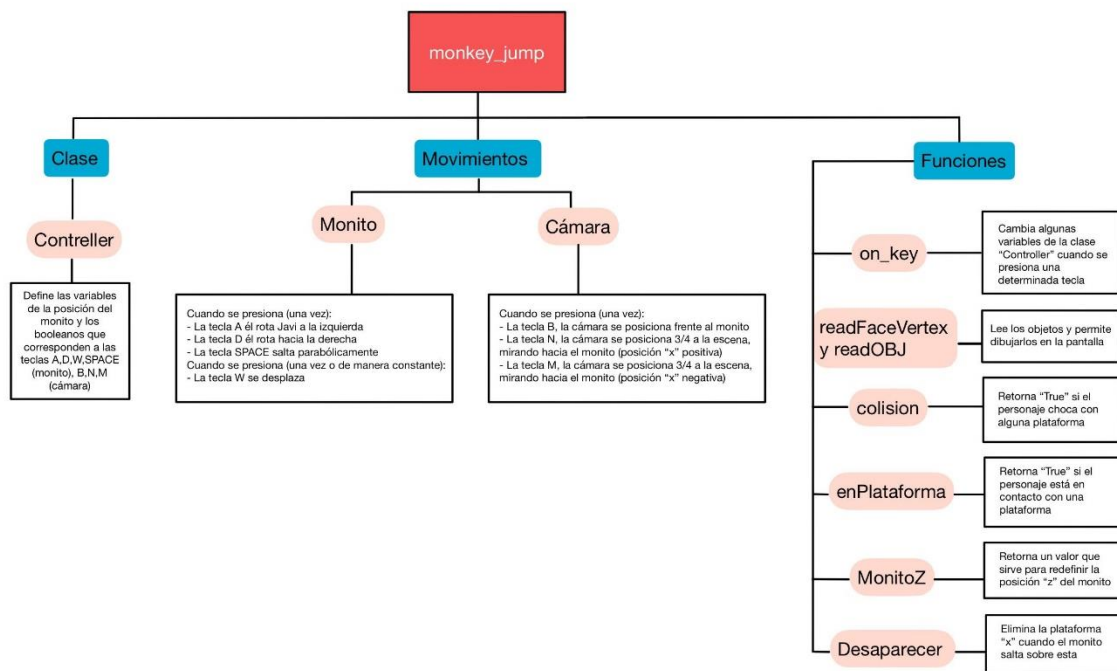 monkey_jump
Clase
Contreller
Define las variables
de la posición del
monito y los
booleanos que
corresponden a las
teclas A,D,W,SPACE
(monito), B,N,M
(cámara)
Movimientos
Monito
Cuando se presiona (una vez):
- La tecla A él rota Javi a la izquierda
- La tecla D él rota hacia la derecha
- La tecla SPACE salta parabólicamente
Cuando se presiona (una vez o de manera constante):
- La tecla W se desplaza
Cámara
Cuando se presiona (una vez):
- La tecla B, la cámara se posiciona frente al monito
- La tecla N, la cámara se posiciona 3/4 a la escena,
mirando hacia el monito (posición “x” positiva)
- La tecla M, la cámara se posiciona 3/4 a la escena,
mirando hacia el monito (posición “x” negativa)
Funciones
on_key
Cambia algunas
variables de la clase
“Controller” cuando se
presiona una
determinada tecla
readFaceVertex
y readOBJ
Lee los objetos y permite
dibujarlos en la pantalla
colision
Retorna “True” si el
personaje choca con
alguna plataforma
enPlataforma
Retorna “True” si el
personaje está en
contacto con una
plataforma
MonitoZ
Retorna un valor que
sirve para redefinir la
posición “z” del monito
Desaparecer
Elimina la plataforma
“x” cuando el monito
salta sobre esta